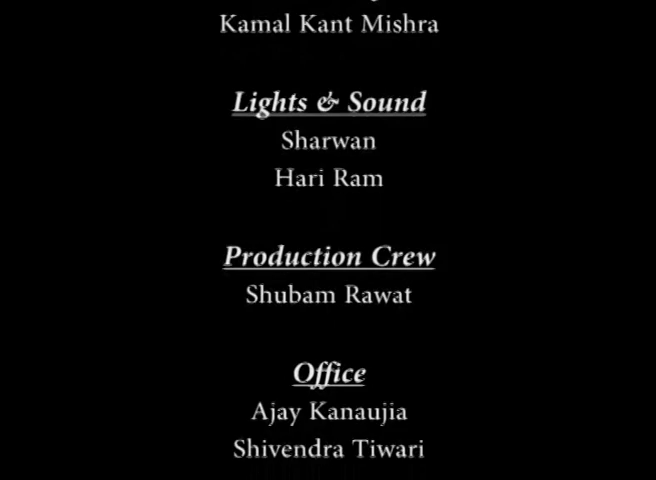 Kamal Kant Mishra
Lights & Sound
Sharwan
Hari Ram
Production Crew
Shubam Rawat
Office
Ajay Kanaujia
Shivendra Tiwari